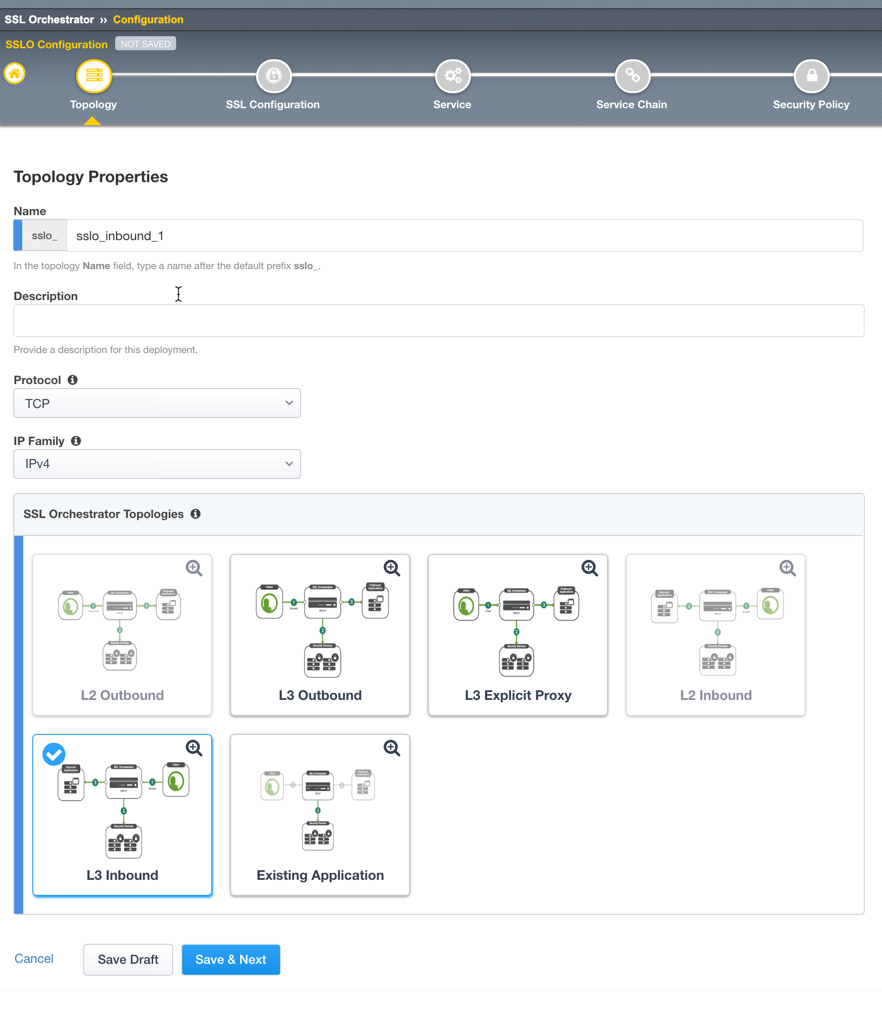 SSL Orchestrator » Configuration
SSLO Configuration NOT SAVED
Topology SSL Configuration Service Service Chain Security Policy
Topology Properties
Name
sslo_ sslo_inbound_1
In the topology Name field, type a name after the default prefix sslo_.
Description
Provide a description for this deployment.
Protocol
TCP
IP Family
IPv4
SSL Orchestrator Topologies
L2 Outbound L3 Outbound L3 Explicit Proxy L2 Inbound
L3 Inbound Existing Application
Cancel Save Draft Save & Next